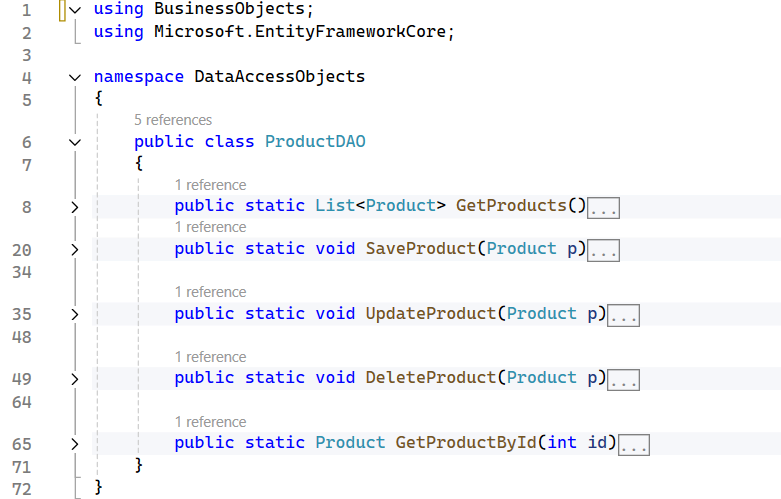 1 using BusinessObjects;
2 using Microsoft.EntityFrameworkCore;
3
4 namespace DataAccessObjects
5 {
5 references
6 public class ProductDAO
7 {
1 reference
8 public static List<Product> GetProducts()...
1 reference
20 public static void SaveProduct(Product p)...
34
1 reference
35 public static void UpdateProduct(Product p)...
48
1 reference
49 public static void DeleteProduct(Product p)...
64
1 reference
65 public static Product GetProductById(int id)...
71 }
72 }